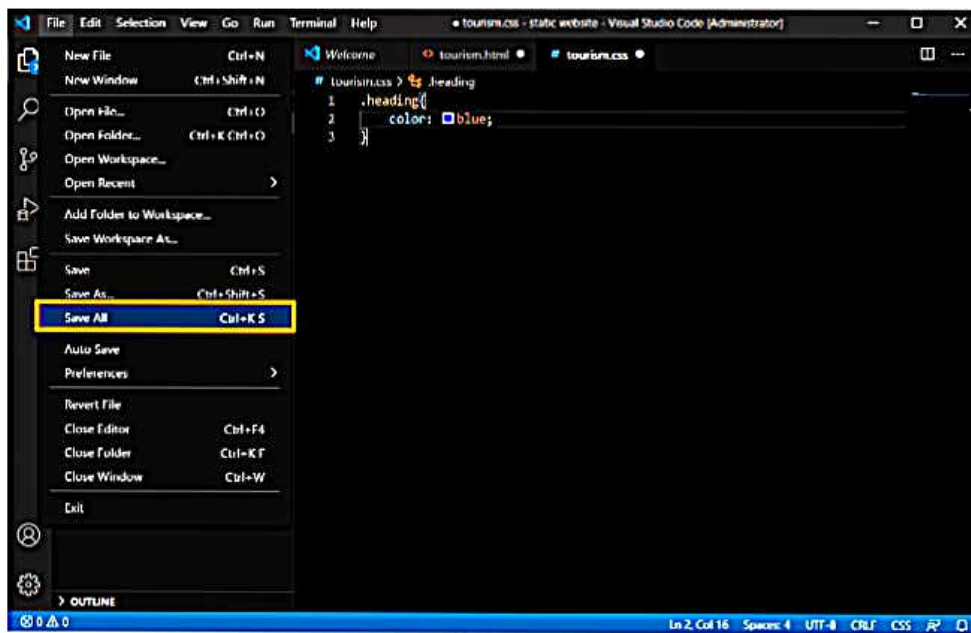 File Edit Selection View Go Run Terminal Help
● tourism.css - static website - Visual Studio Code [Administrator]
New File Ctrl+N
New Window Ctrl+Shift+N
Open File... Ctrl+O
Open Folder... Ctrl+K Ctrl+O
Open Workspace...
Open Recent >
Add Folder to Workspace...
Save Workspace As...
Save Ctrl+S
Save As... Ctrl+Shift+S
Save All Ctrl+K S
Auto Save
Preferences >
Revert File
Close Editor Ctrl+F4
Close Folder Ctrl+K F
Close Window Ctrl+W
Exit
> OUTLINE
Welcome tourism.html ● # tourism.css ●
# tourism.css > .heading
1 .heading{
2 color: blue;
3 }
0 0
Ln 2, Col 16 Spaces: 4 UTF-8 CRLF CSS